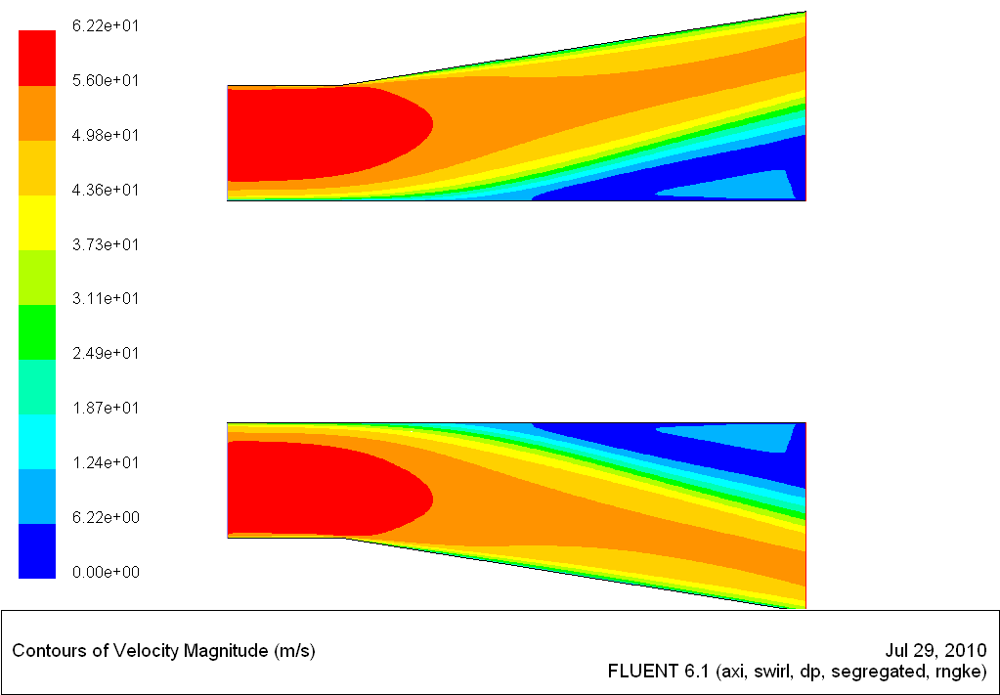 6.22e+01
5.60e+01
4.98e+01
4.36e+01
3.73e+01
3.11e+01
2.49e+01
1.87e+01
1.24e+01
6.22e+00
0.00e+00
Contours of Velocity Magnitude (m/s)
Jul 29, 2010
FLUENT 6.1 (axi, swirl, dp, segregated, rngke)